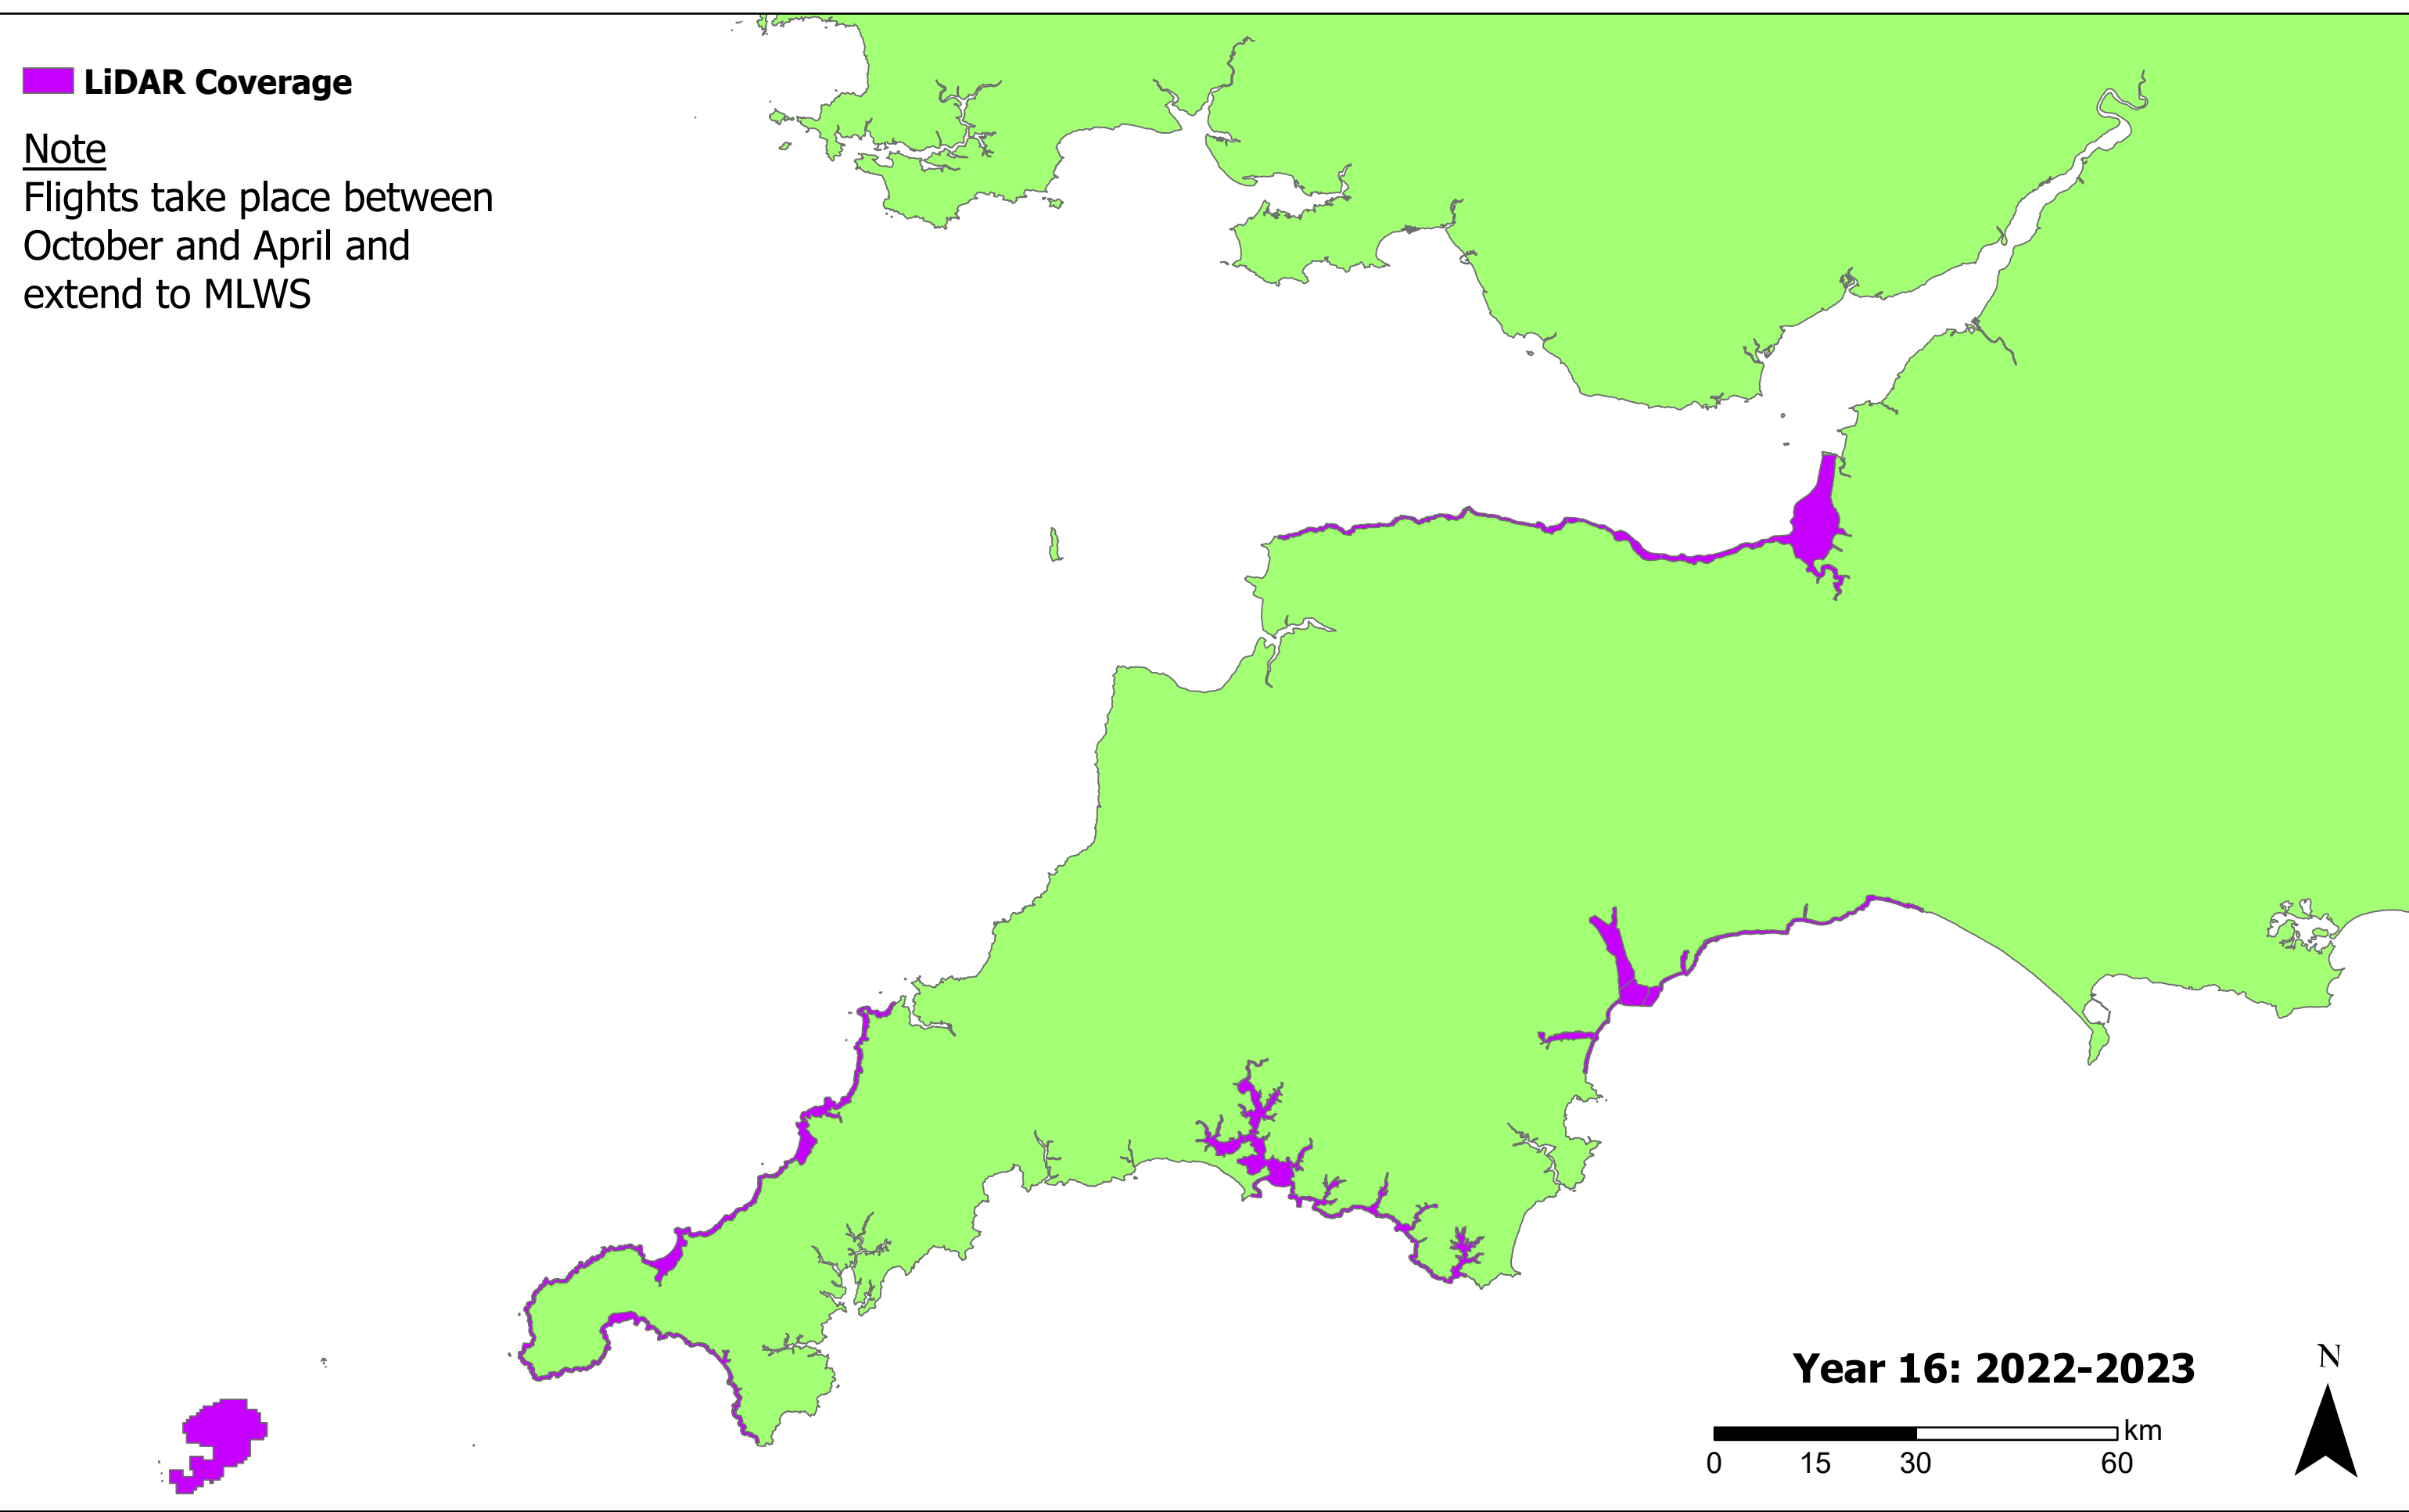 LiDAR Coverage
Note
Flights take place between
October and April and
extend to MLWS
Year 16: 2022-2023
N
km
0 15 30 60